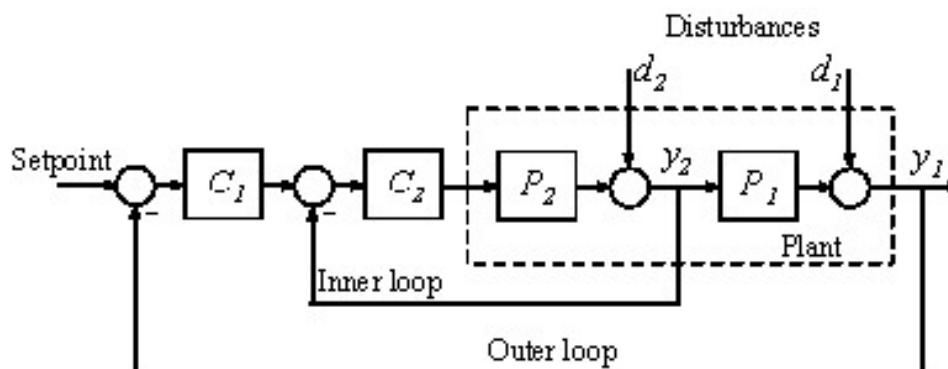 Disturbances
d2 d1
Setpoint
C1 C2 P2 y2 P1 y1
- -
Plant
Inner loop
Outer loop